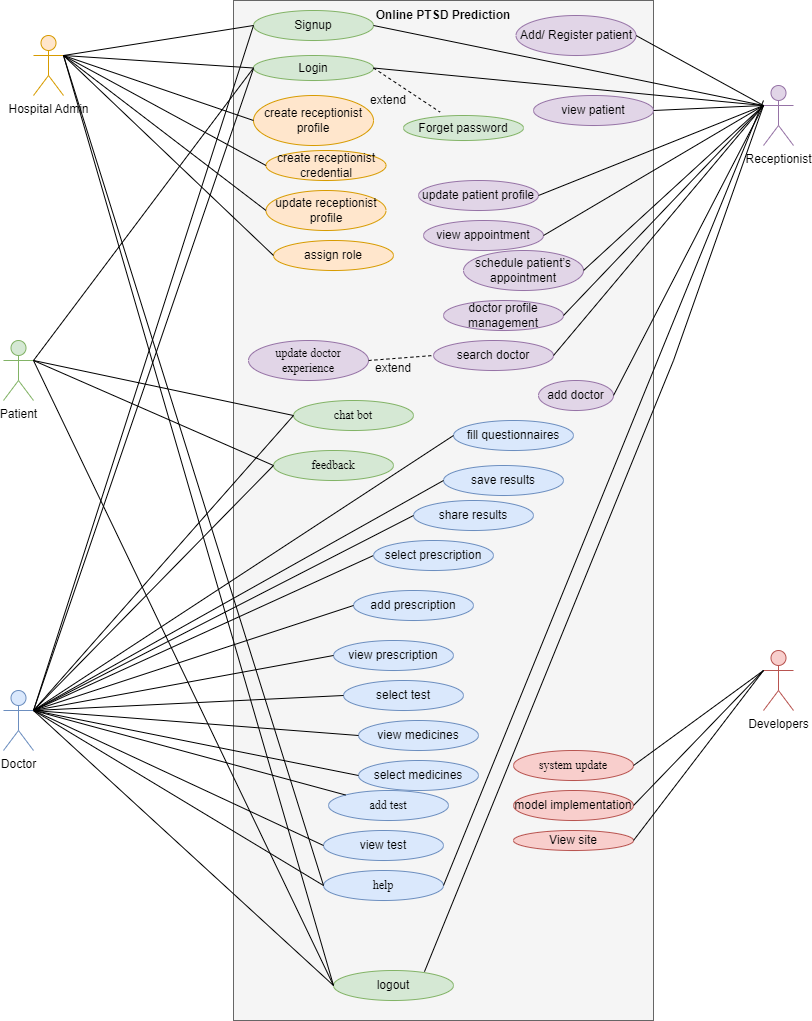 Online PTSD Prediction
Signup
Add/ Register patient
Login
Hospital Admin
extend
create receptionist
profile
view patient
Forget password
Receptionist
create receptionist
credential
update patient profile
update receptionist
profile
view appointment
assign role
schedule patient's
appointment
doctor profile
management
update doctor
experience
extend
search doctor
Patient
add doctor
chat bot
fill questionnaires
feedback
save results
share results
select prescription
add prescription
view prescription
select test
Developers
view medicines
Doctor
system update
select medicines
add test
model implementation
view test
View site
help
logout